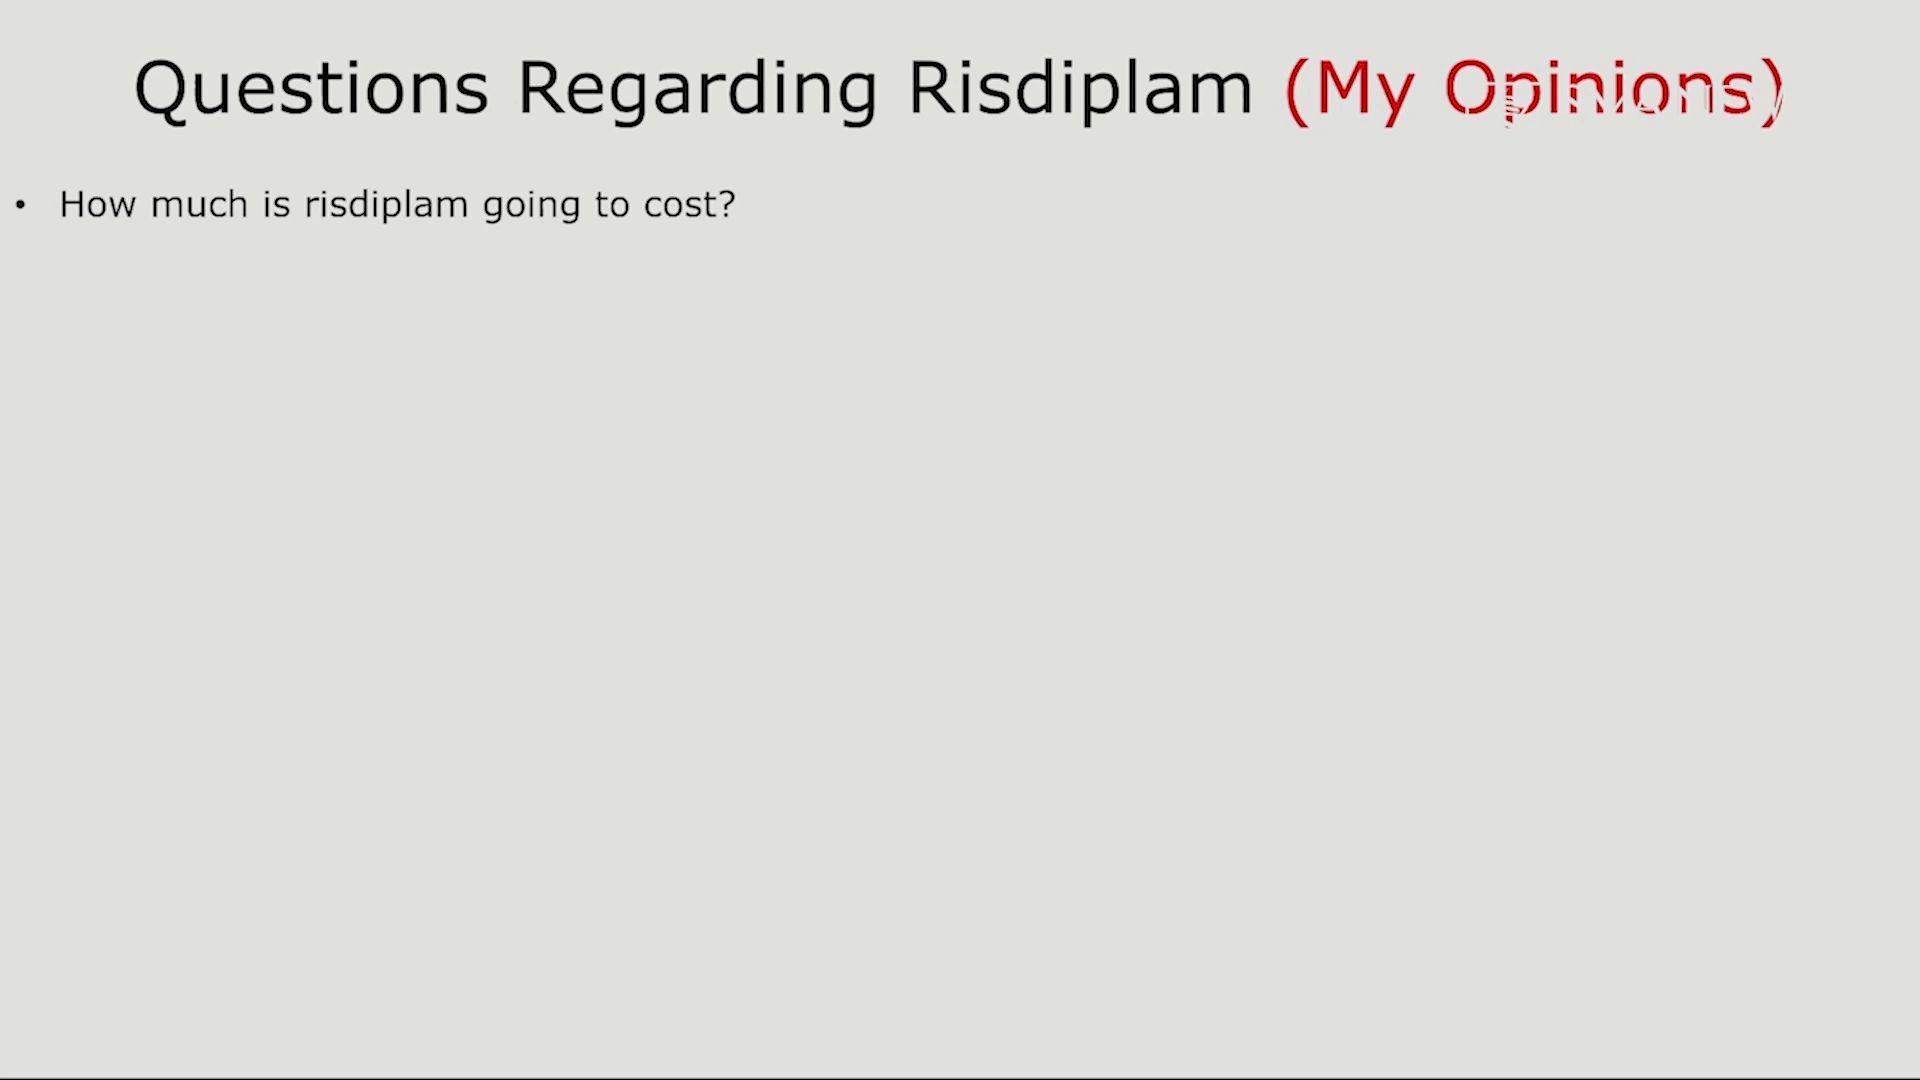 Questions Regarding Risdiplam (My Opinions)
• How much is risdiplam going to cost?